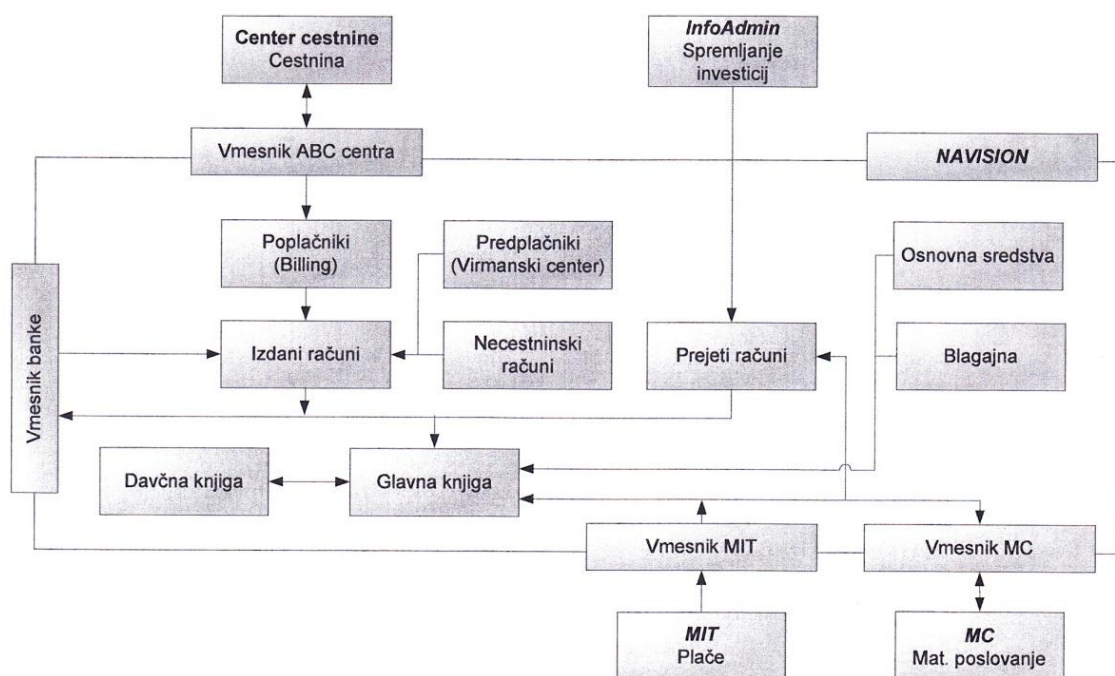 Center cestnine
Cestnina
InfoAdmin
Spremljanje
investicij
Vmesnik ABC centra
NAVISION
Poplačniki
(Billing)
Predplačniki
(Virmanski center)
Osnovna sredstva
Vmesnik banke
Izdani računi
Necestninski
računi
Prejeti računi
Blagajna
Davčna knjiga
Glavna knjiga
Vmesnik MIT
Vmesnik MC
MIT
Plače
MC
Mat. poslovanje